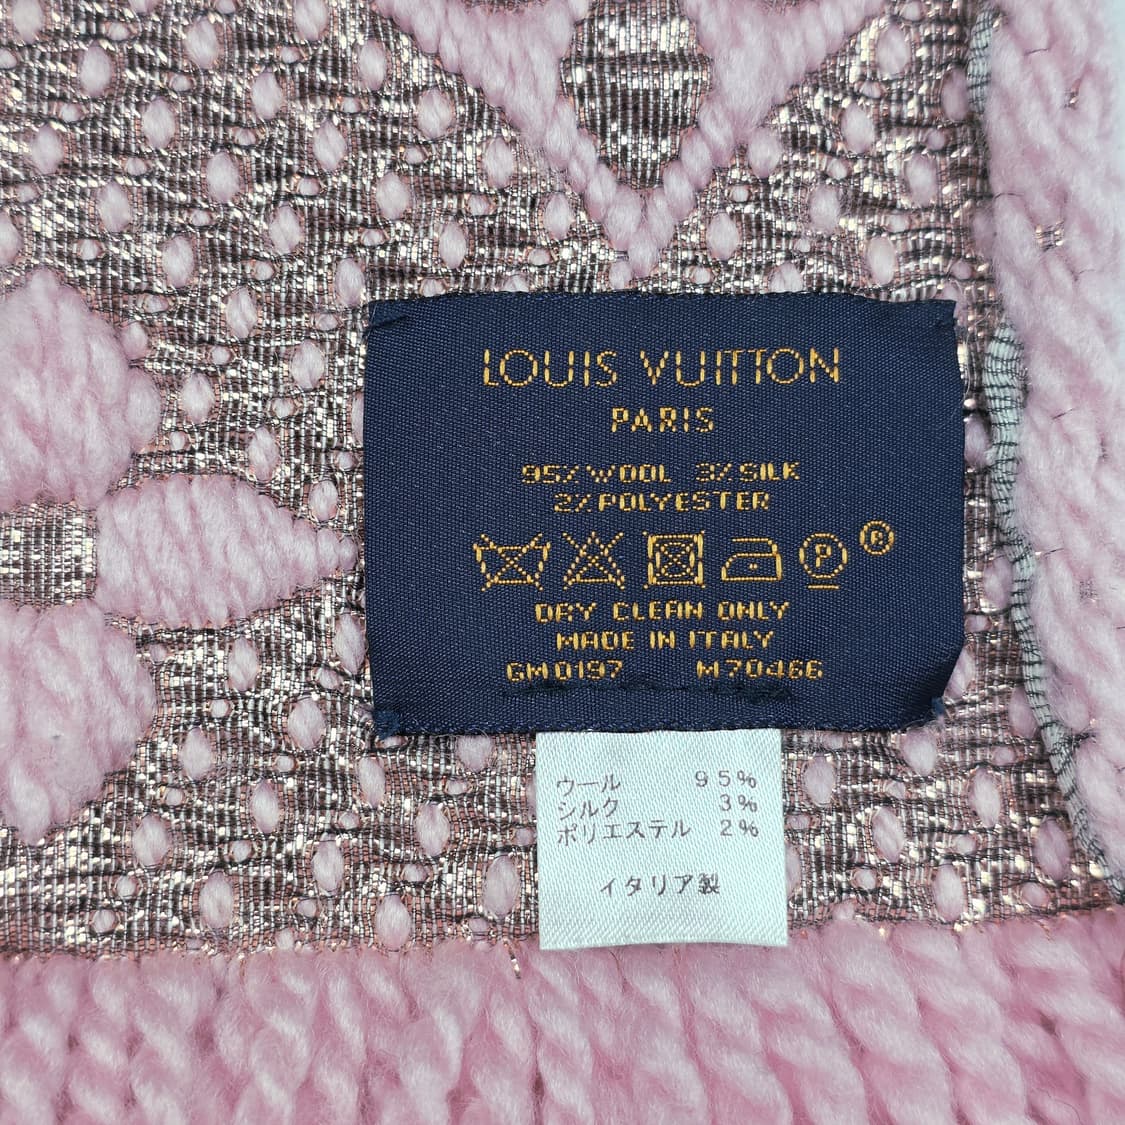 LOUIS VUITTON
PARIS
95% WOOL 3% SILK
2% POLYESTER
P ®
DRY CLEAN ONLY
MADE IN ITALY
GM0197 M70466
ウール 95%
シルク 3%
ポリエステル 2%
イタリア製